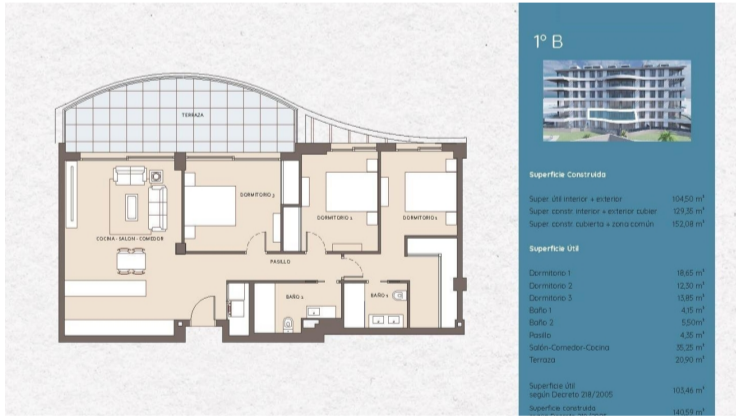 TERRAZA
DORMITORIO 3
DORMITORIO 2
DORMITORIO 1
COCINA - SALON - COMEDOR
PASILLO
BAÑO 2
BAÑO 1
1º B
Superficie Construida
Super. útil interior + exterior 104,50 m²
Super. constr. interior + exterior cubier 129,35 m²
Super. constr. cubierta + zona común 152,08 m²
Superficie Útil
Dormitorio 1 18,65 m²
Dormitorio 2 12,30 m²
Dormitorio 3 13,85 m²
Baño 1 4,15 m²
Baño 2 5,50m²
Pasillo 4,35 m²
Salón-Comedor-Cocina 35,25 m²
Terraza 20,90 m²
Superficie útil
según Decreto 218/2005 103,46 m²
Superficie construida
140,59 m²